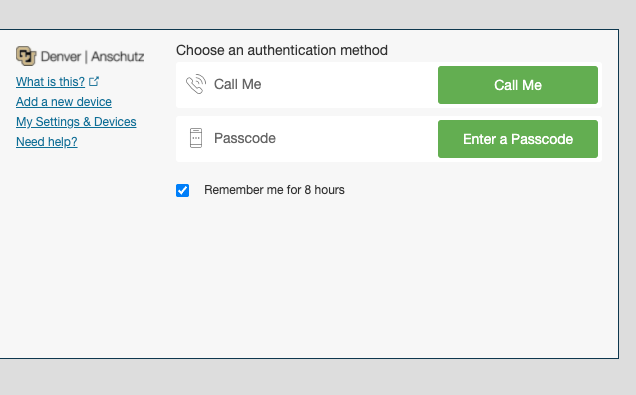 Denver | Anschutz
What is this?
Add a new device
My Settings & Devices
Need help?
Choose an authentication method
Call Me
Call Me
Passcode
Enter a Passcode
Remember me for 8 hours